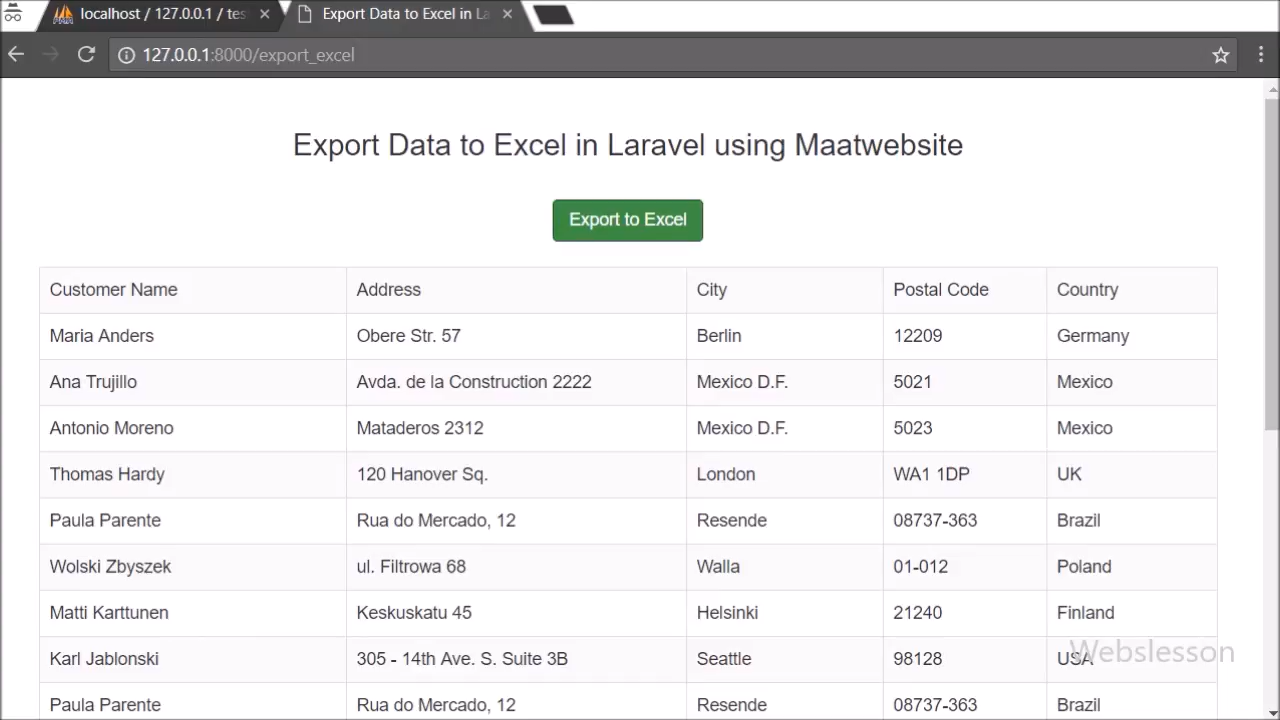 localhost / 127.0.0.1 / tes
Export Data to Excel in La
127.0.0.1:8000/export_excel
Export Data to Excel in Laravel using Maatwebsite
Export to Excel
Customer Name Address City Postal Code Country
Maria Anders Obere Str. 57 Berlin 12209 Germany
Ana Trujillo Avda. de la Construction 2222 Mexico D.F. 5021 Mexico
Antonio Moreno Mataderos 2312 Mexico D.F. 5023 Mexico
Thomas Hardy 120 Hanover Sq. London WA1 1DP UK
Paula Parente Rua do Mercado, 12 Resende 08737-363 Brazil
Wolski Zbyszek ul. Filtrowa 68 Walla 01-012 Poland
Matti Karttunen Keskuskatu 45 Helsinki 21240 Finland
Karl Jablonski 305 - 14th Ave. S. Suite 3B Seattle 98128 USA
Webslesson
Paula Parente Rua do Mercado, 12 Resende 08737-363 Brazil